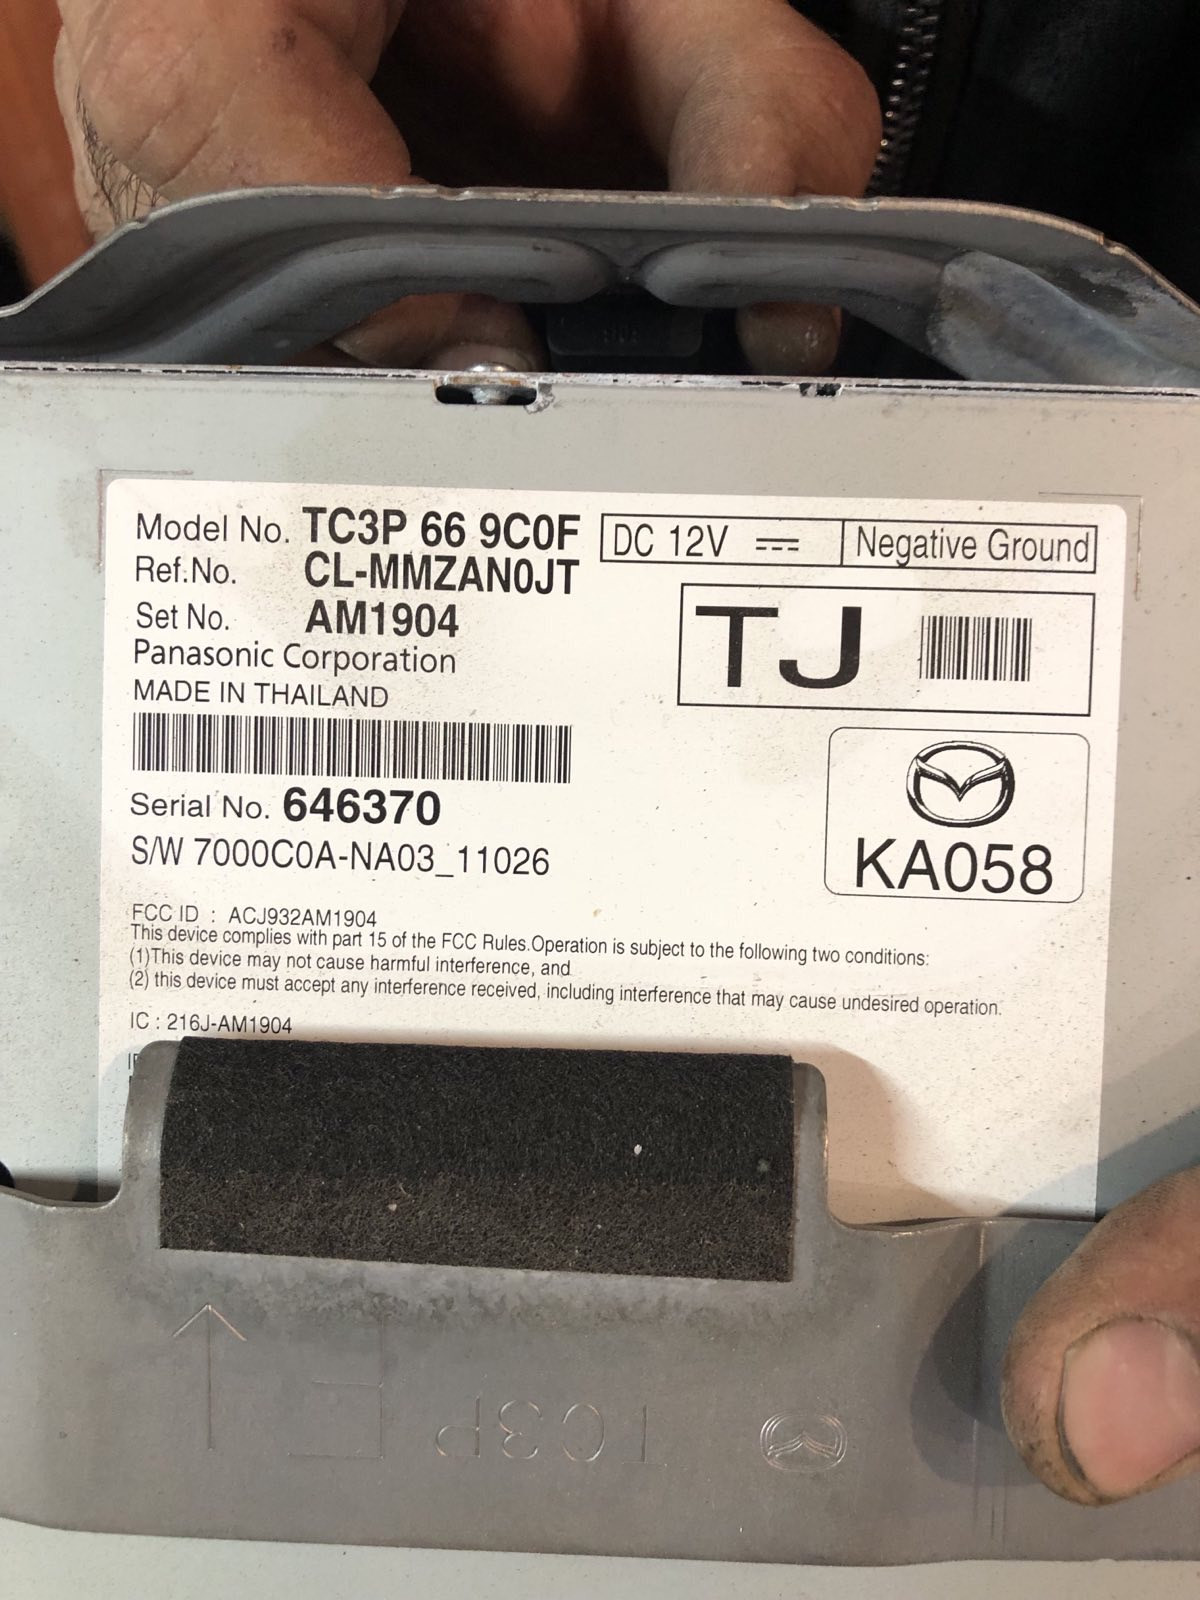 Model No. TC3P 66 9C0F
Ref.No. CL-MMZAN0JT
Set No. AM1904
Panasonic Corporation
MADE IN THAILAND
DC 12V ⎓ Negative Ground
TJ
Serial No. 646370
S/W 7000C0A-NA03_11026
KA058
FCC ID : ACJ932AM1904
This device complies with part 15 of the FCC Rules.Operation is subject to the following two conditions:
(1)This device may not cause harmful interference, and
(2) this device must accept any interference received, including interference that may cause undesired operation.
IC : 216J-AM1904
TC3P